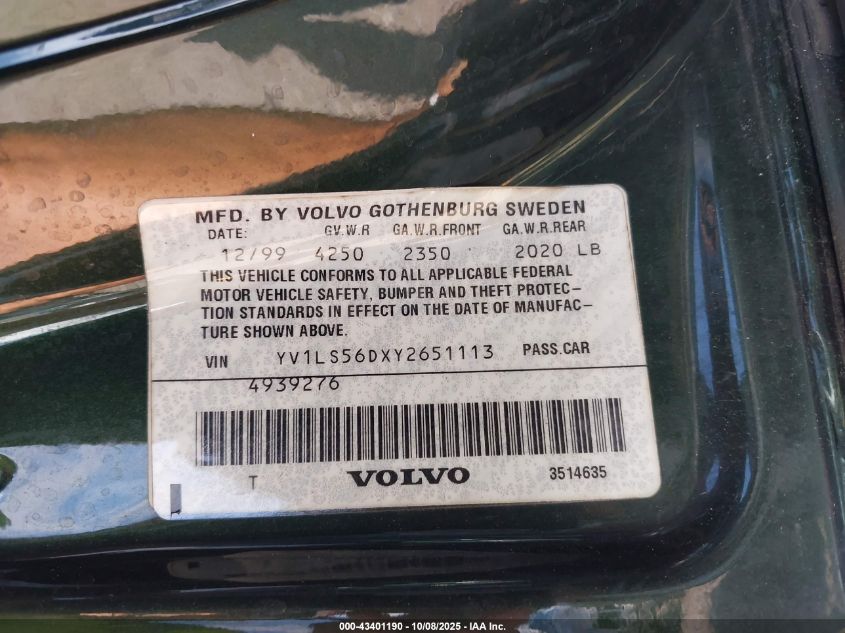 MFD. BY VOLVO GOTHENBURG SWEDEN
DATE: GV.W.R GA.W.R.FRONT GA.W.R.REAR
12/99 4250 2350 2020 LB
THIS VEHICLE CONFORMS TO ALL APPLICABLE FEDERAL
MOTOR VEHICLE SAFETY, BUMPER AND THEFT PROTEC-
TION STANDARDS IN EFFECT ON THE DATE OF MANUFAC-
TURE SHOWN ABOVE.
VIN YV1LS56DXY2651113 PASS.CAR
4939276
T VOLVO 3514635
000-43401190 - 10/08/2025 - IAA Inc.